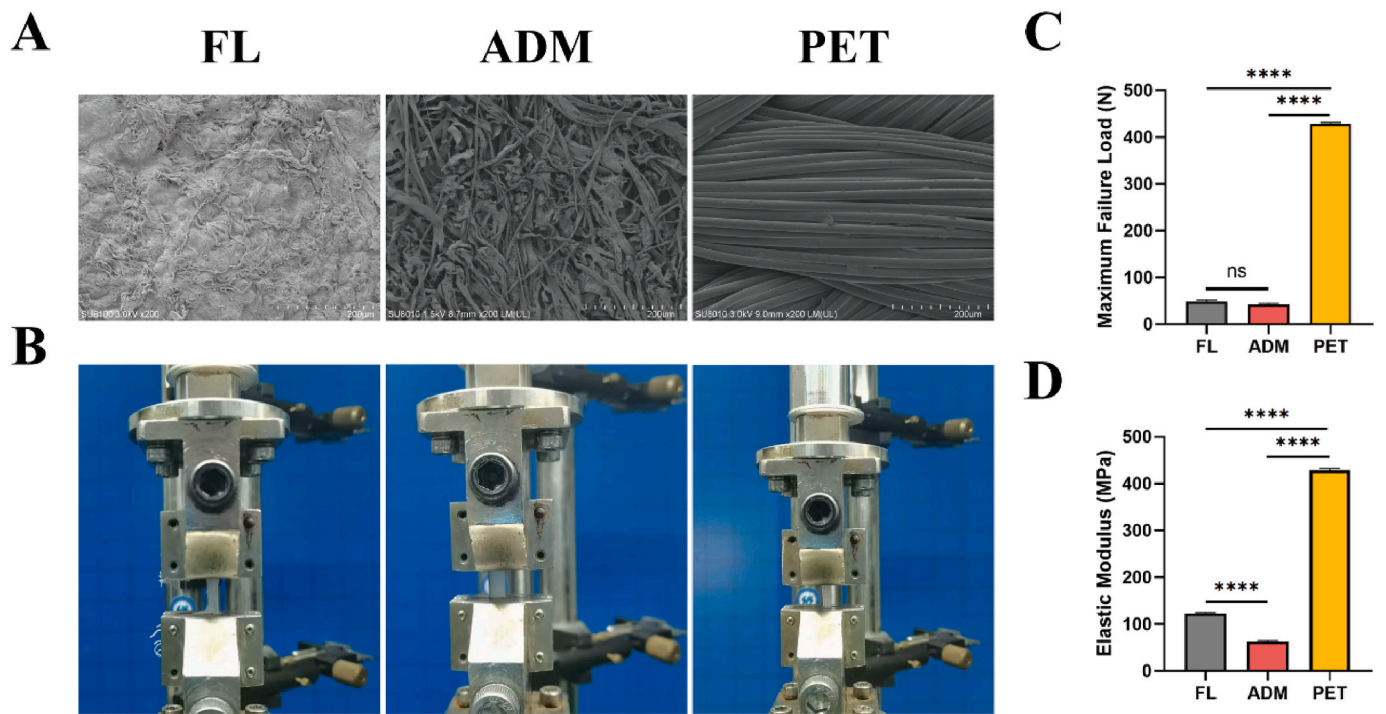 A
FL
ADM
PET
SU8100 3.0kV x200
200um
SU8010 1.5kV 8.7mm x200 LM(UL)
200um
SU8010 3.0kV 9.0mm x200 LM(UL)
200um
B
C
Maximum Failure Load (N)
500
400
300
200
100
0
****
****
ns
FL
ADM
PET
D
Elastic Modulus (MPa)
500
400
300
200
100
0
****
****
****
FL
ADM
PET